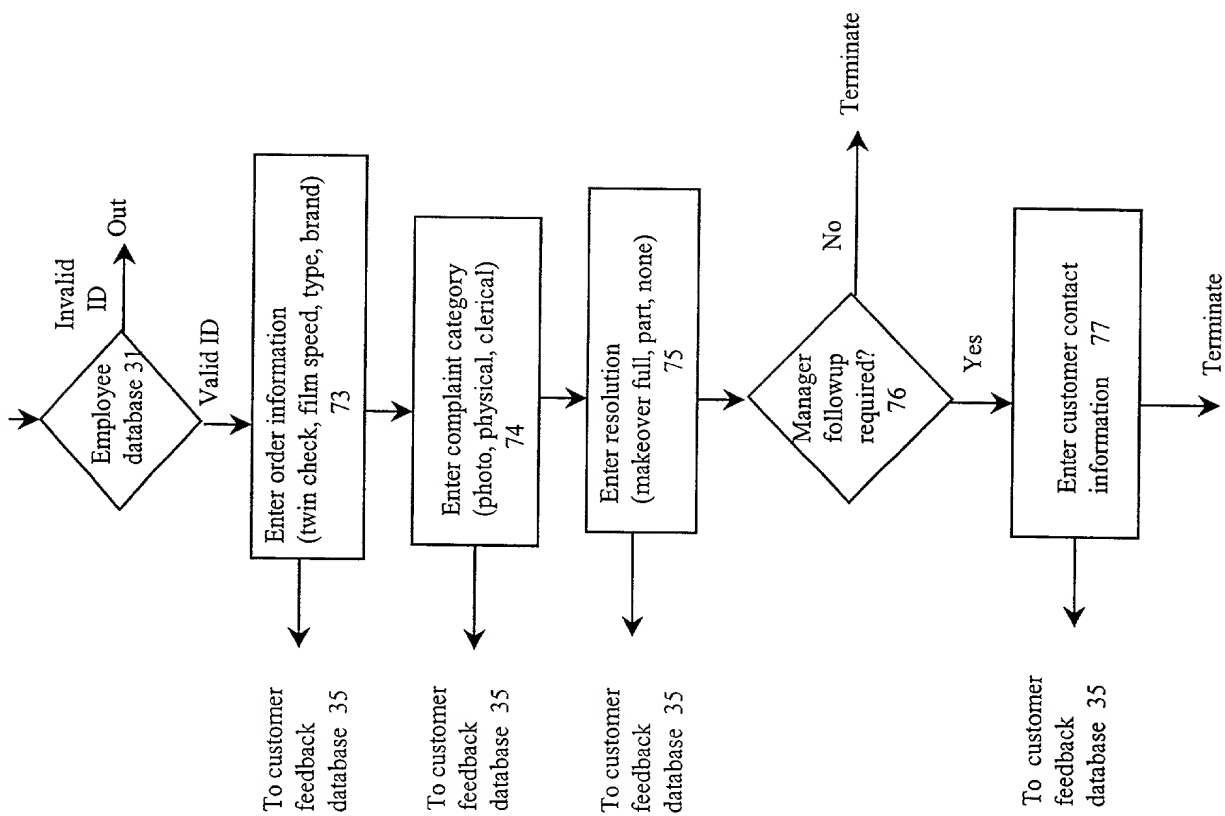 Employee
database 31
Invalid
ID
Out
Valid ID
Enter order information
(twin check, film speed, type, brand)
73
To customer
feedback
database 35
Enter complaint category
(photo, physical, clerical)
74
To customer
feedback
database 35
Enter resolution
(makeover full, part, none)
75
To customer
feedback
database 35
Manager
followup
required?
76
No
Terminate
Yes
Enter customer contact
information 77
To customer
feedback
database 35
Terminate